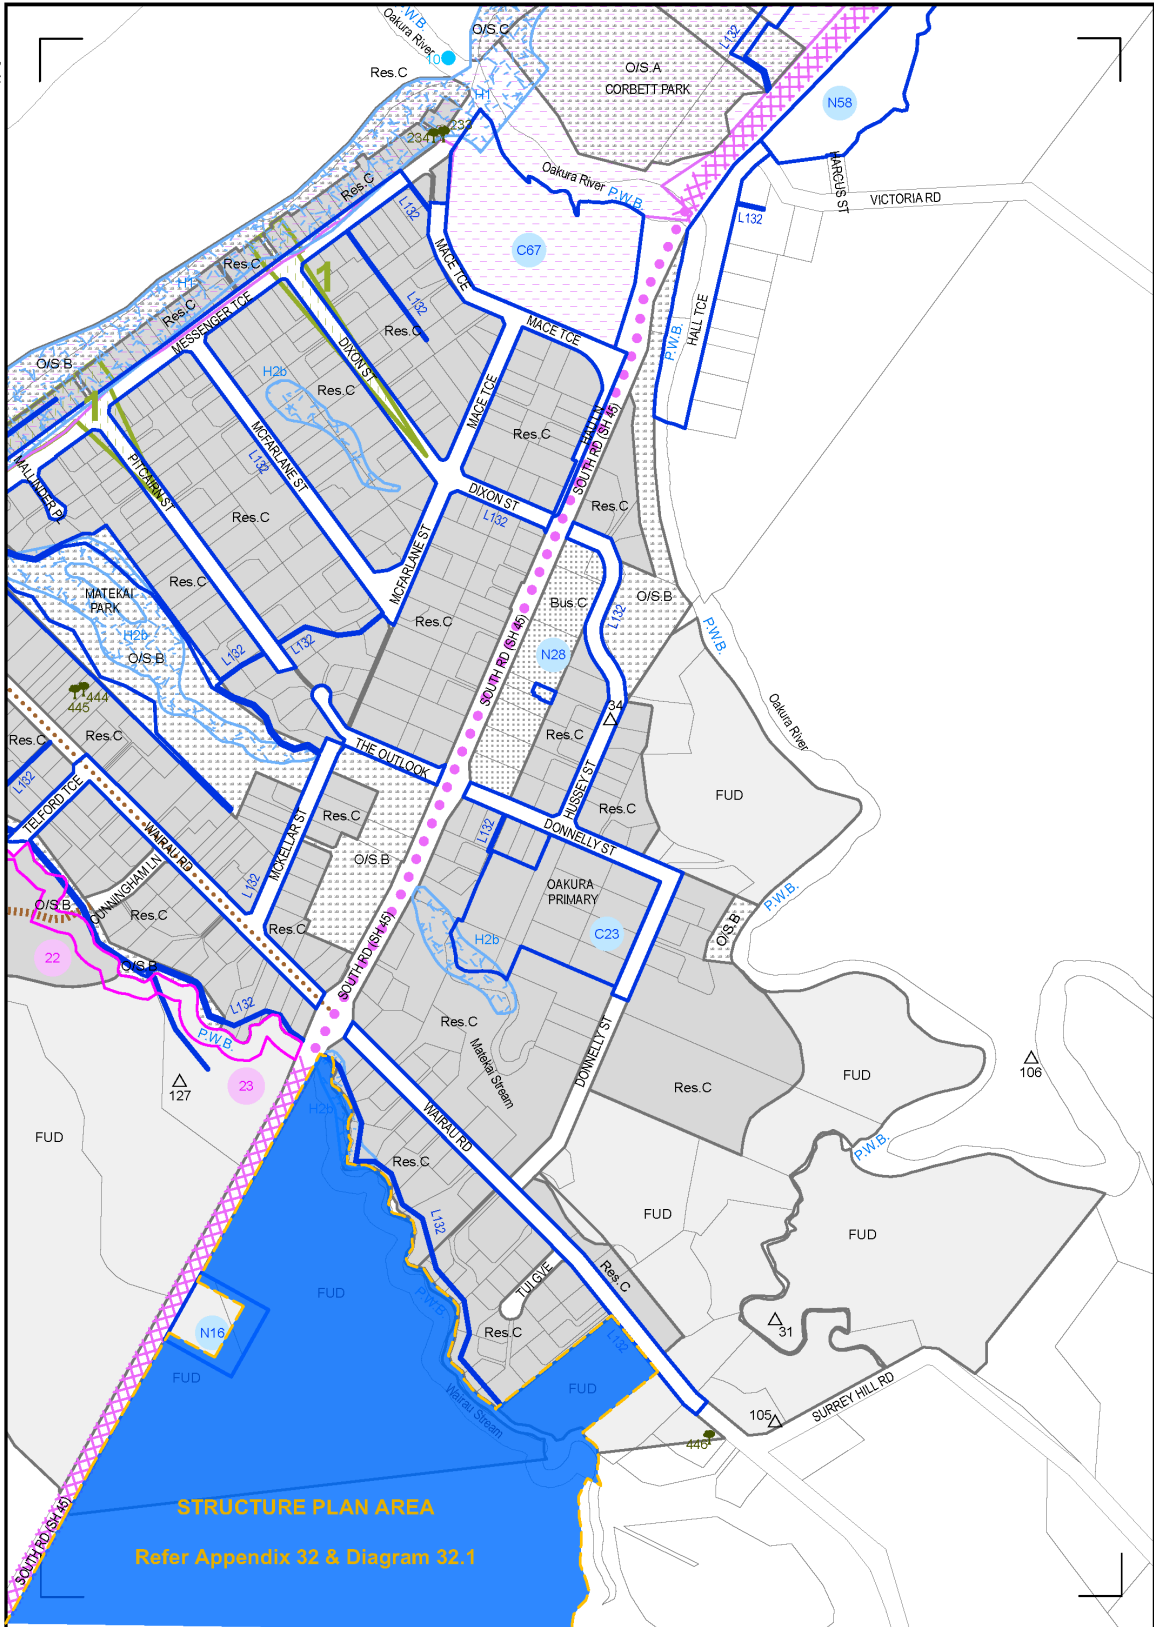 P.W.B.
O/S.C
Oakura River
10
Res.C
H1
O/S.A
CORBETT PARK
L132
N58
234
233
Res.C
Oakura River
P.W.B.
HARCUS ST
VICTORIA RD
L132
L132
C67
MACE TCE
Res.C
1
H1
Res.C
L132
Res.C
MESSENGER TCE
DIXON ST
MACE TCE
P.W.B.
HALL TCE
O/S.B
H2b
Res.C
MACE TCE
1
Res.C
HALL LN
SOUTH RD (SH 45)
MCFARLANE ST
L132
MALLINDER PL
PITCAIRN ST
Res.C
DIXON ST
L132
Res.C
MCFARLANE ST
Res.C
MATEKAI
PARK
H2b
O/S.B
Res.C
Bus.C
L132
O/S.B
P.W.B.
L132
L132
N28
SOUTH RD (SH 45)
444
445
34
Oakura River
Res.C
Res.C
Res.C
THE OUTLOOK
L132
TELFORD TCE
HUSSEY ST
FUD
WAIRAU RD
MCKELLAR ST
Res.C
Res.C
L132
DONNELLY ST
O/S.B
CUNNINGHAM LN
L132
OAKURA
PRIMARY
P.W.B.
O/S.B
Res.C
O/S.B
C23
Res.C
H2b
22
O/S.B
SOUTH RD (SH 45)
L132
P.W.B.
Res.C
Matekai Stream
DONNELLY ST
127
23
Res.C
FUD
106
H2b
WAIRAU RD
FUD
P.W.B.
Res.C
L132
FUD
FUD
Res.C
TUI GVE
FUD
P.W.B.
N16
Res.C
L132
31
FUD
FUD
SURREY HILL RD
Wairau Stream
105
446
STRUCTURE PLAN AREA
SOUTH RD (SH 45)
Refer Appendix 32 & Diagram 32.1